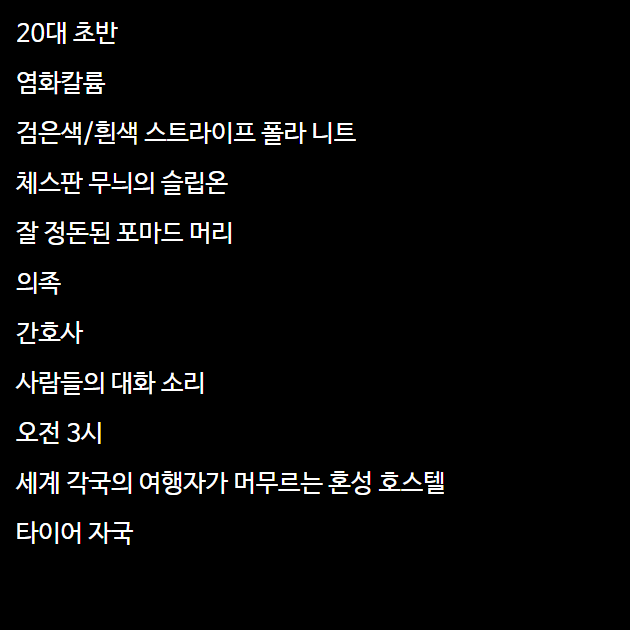 20대 초반
염화칼륨
검은색/흰색 스트라이프 폴라 니트
체스판 무늬의 슬립온
잘 정돈된 포마드 머리
의족
간호사
사람들의 대화 소리
오전 3시
세계 각국의 여행자가 머무르는 혼성 호스텔
타이어 자국